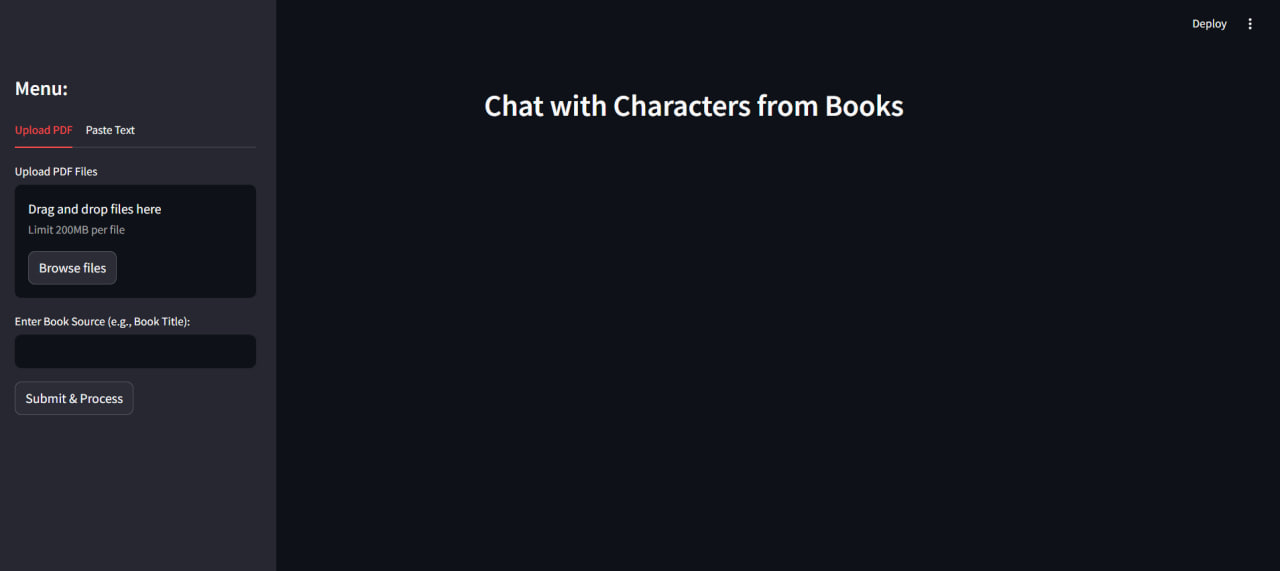 Deploy
Menu:
Upload PDF Paste Text
Upload PDF Files
Drag and drop files here
Limit 200MB per file
Browse files
Enter Book Source (e.g., Book Title):
Submit & Process
Chat with Characters from Books